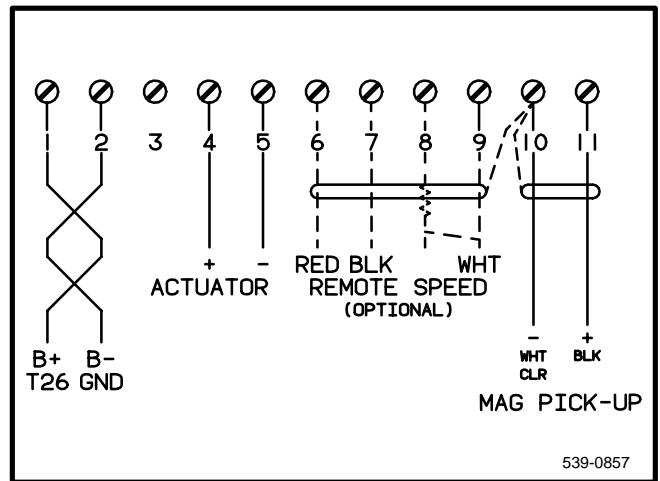 1 2 3 4 5 6 7 8 9 10 11
+ - RED BLK WHT
ACTUATOR REMOTE SPEED
(OPTIONAL)
B+ B- - +
T26 GND WHT BLK
CLR
MAG PICK-UP
539-0857